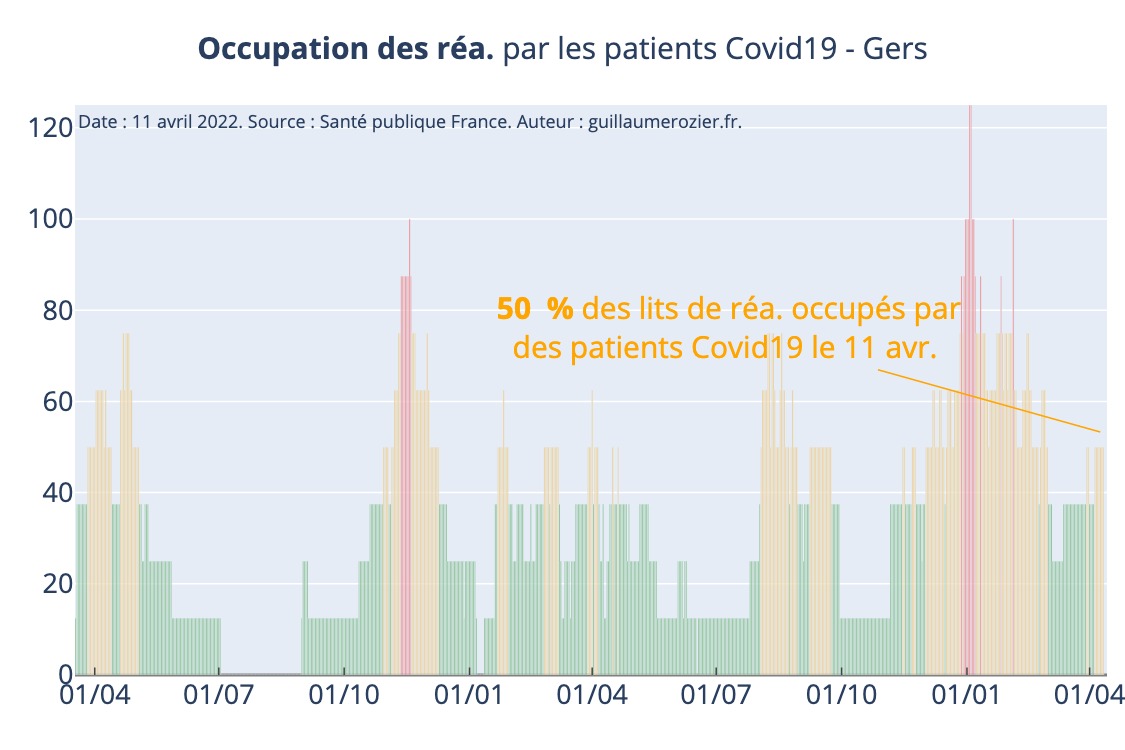 Occupation des réa. par les patients Covid19 - Gers
Date : 11 avril 2022. Source : Santé publique France. Auteur : guillaumerozier.fr.
120
100
80
60
40
20
0
50 % des lits de réa. occupés par
des patients Covid19 le 11 avr.
01/04 01/07 01/10 01/01 01/04 01/07 01/10 01/01 01/04